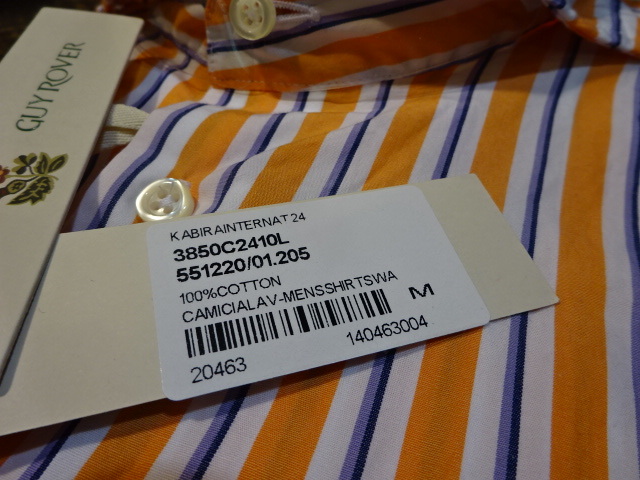 GUY ROVER
KABIRAINTERNAT 24
3850C2410L
551220/01.205
100%COTTON
CAMICIALAV-MENSSHIRTSWA
M
20463 140463004